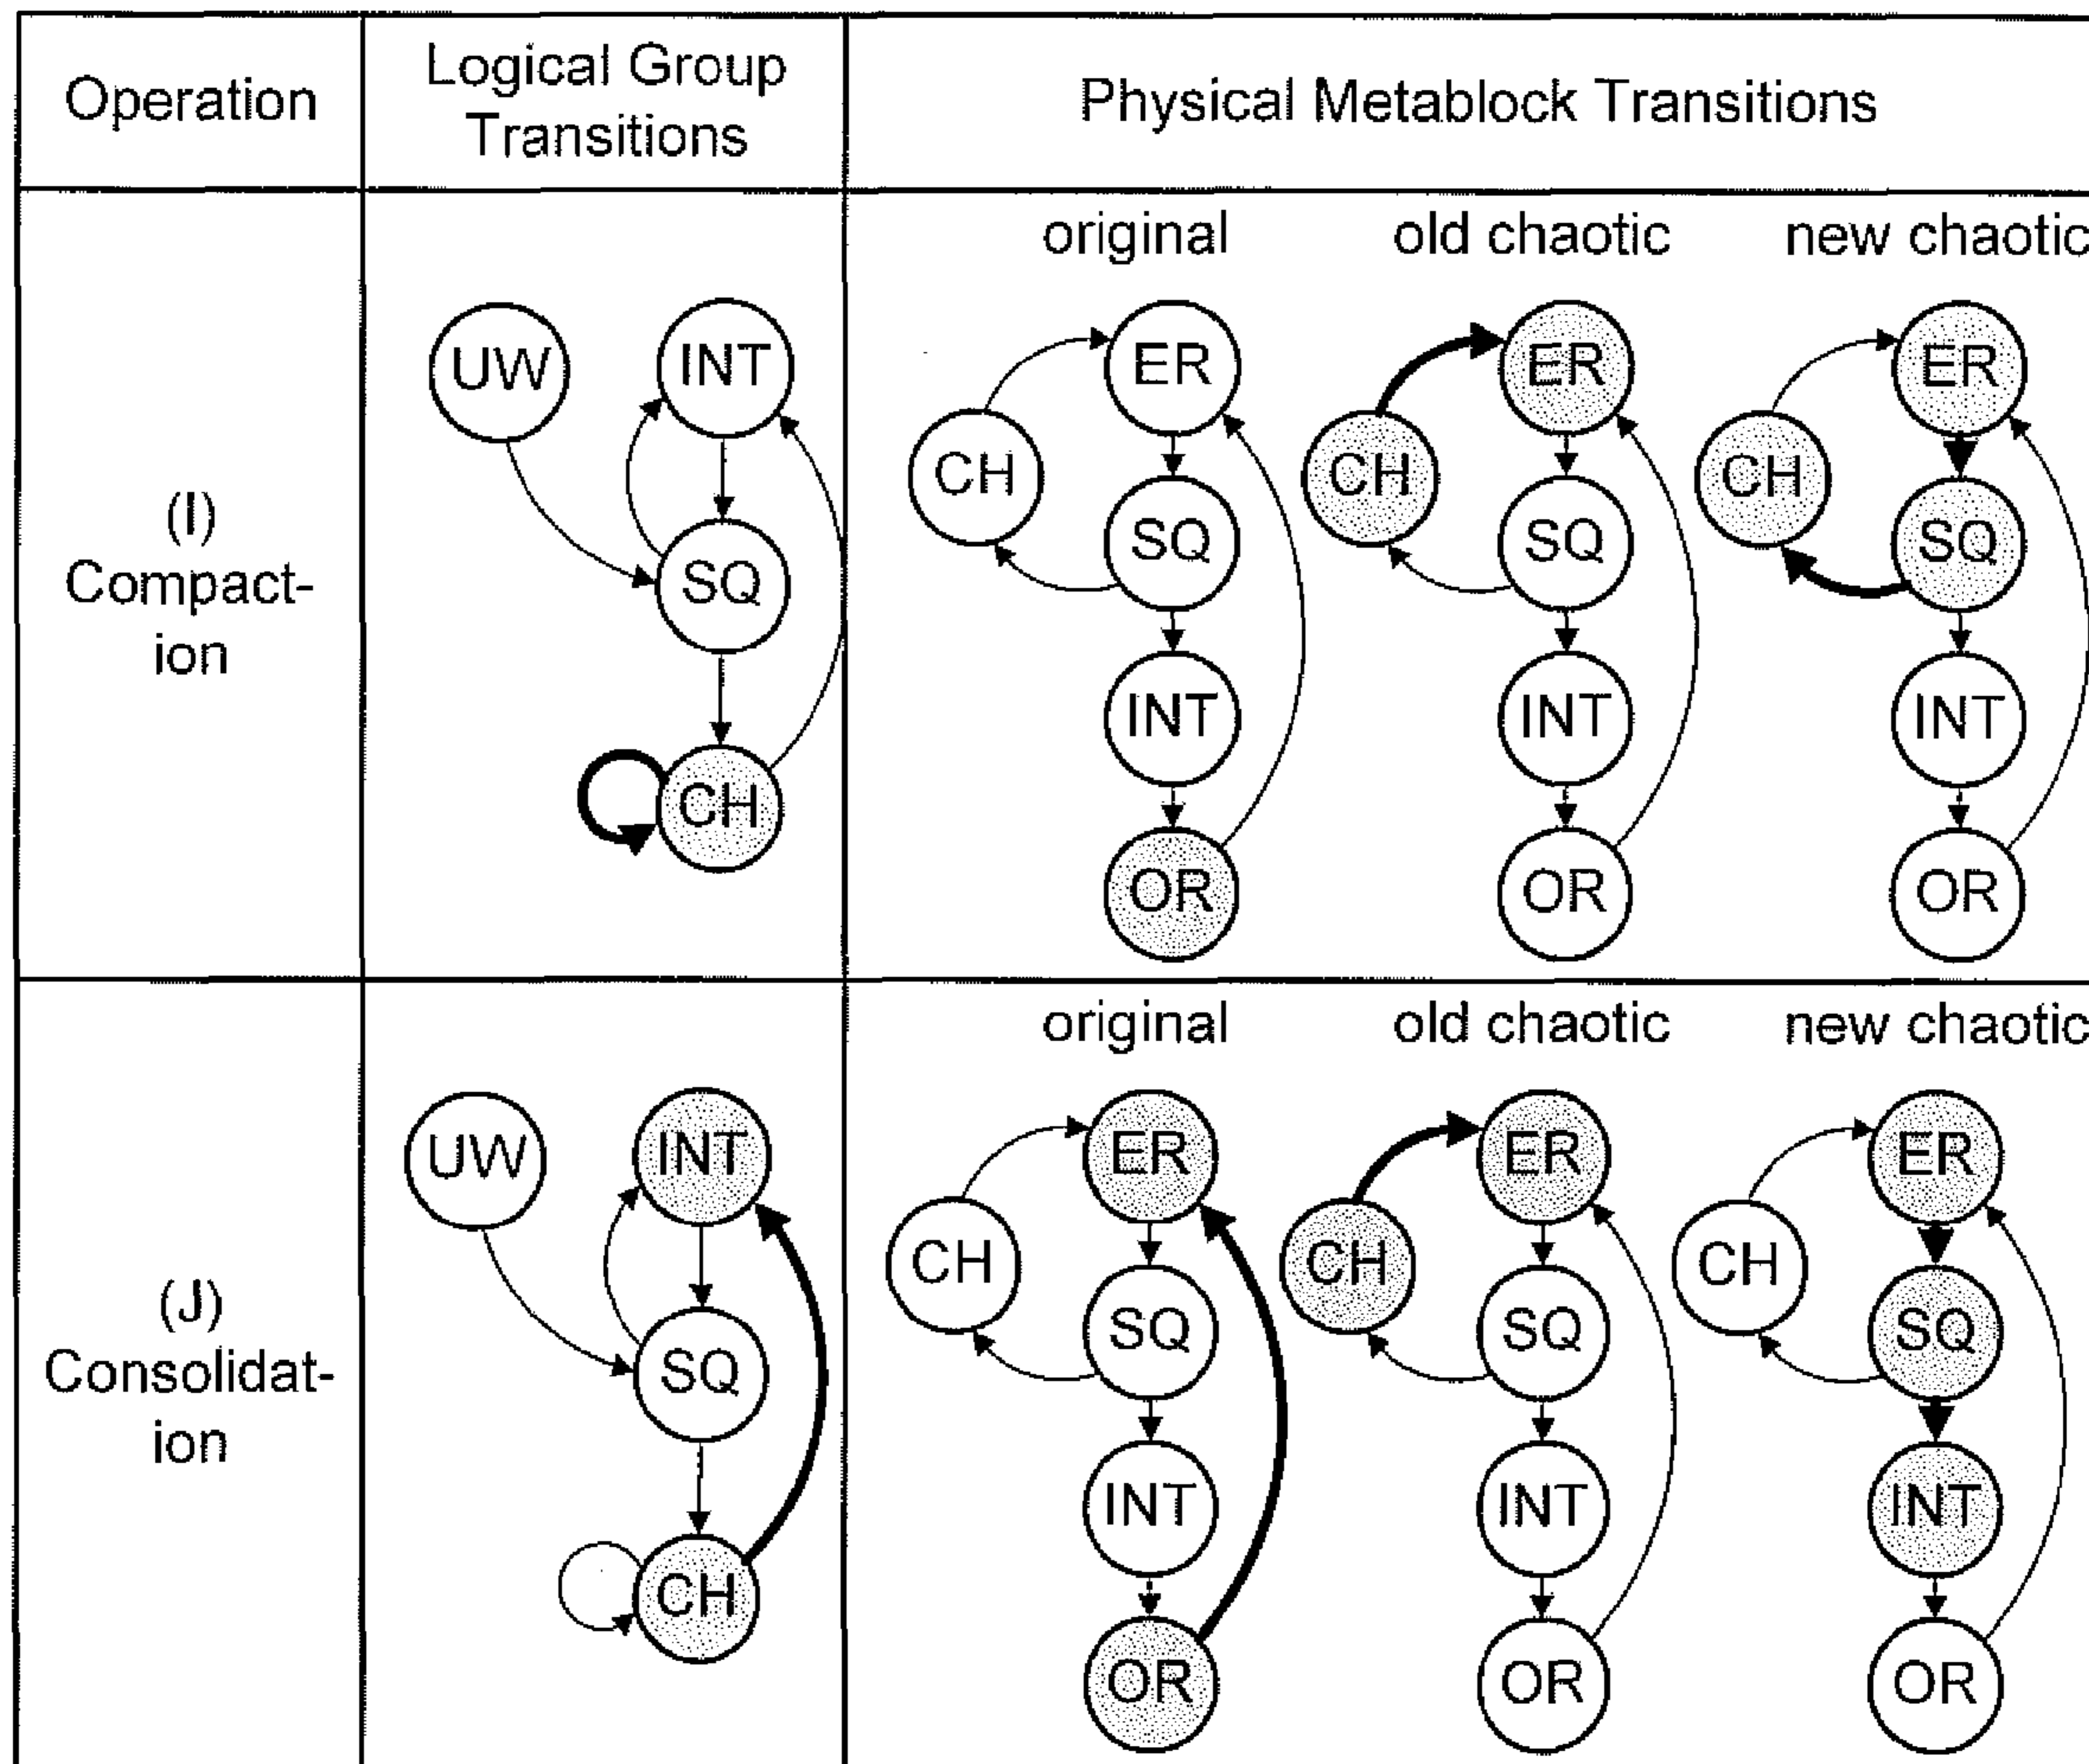 Operation
Logical Group
Transitions
Physical Metablock Transitions
(I)
Compact-
ion
UW
INT
SQ
CH
original
ER
CH
SQ
INT
OR
old chaotic
ER
CH
SQ
INT
OR
new chaotic
ER
CH
SQ
INT
OR
(J)
Consolidat-
ion
UW
INT
SQ
CH
original
ER
CH
SQ
INT
OR
old chaotic
ER
CH
SQ
INT
OR
new chaotic
ER
CH
SQ
INT
OR